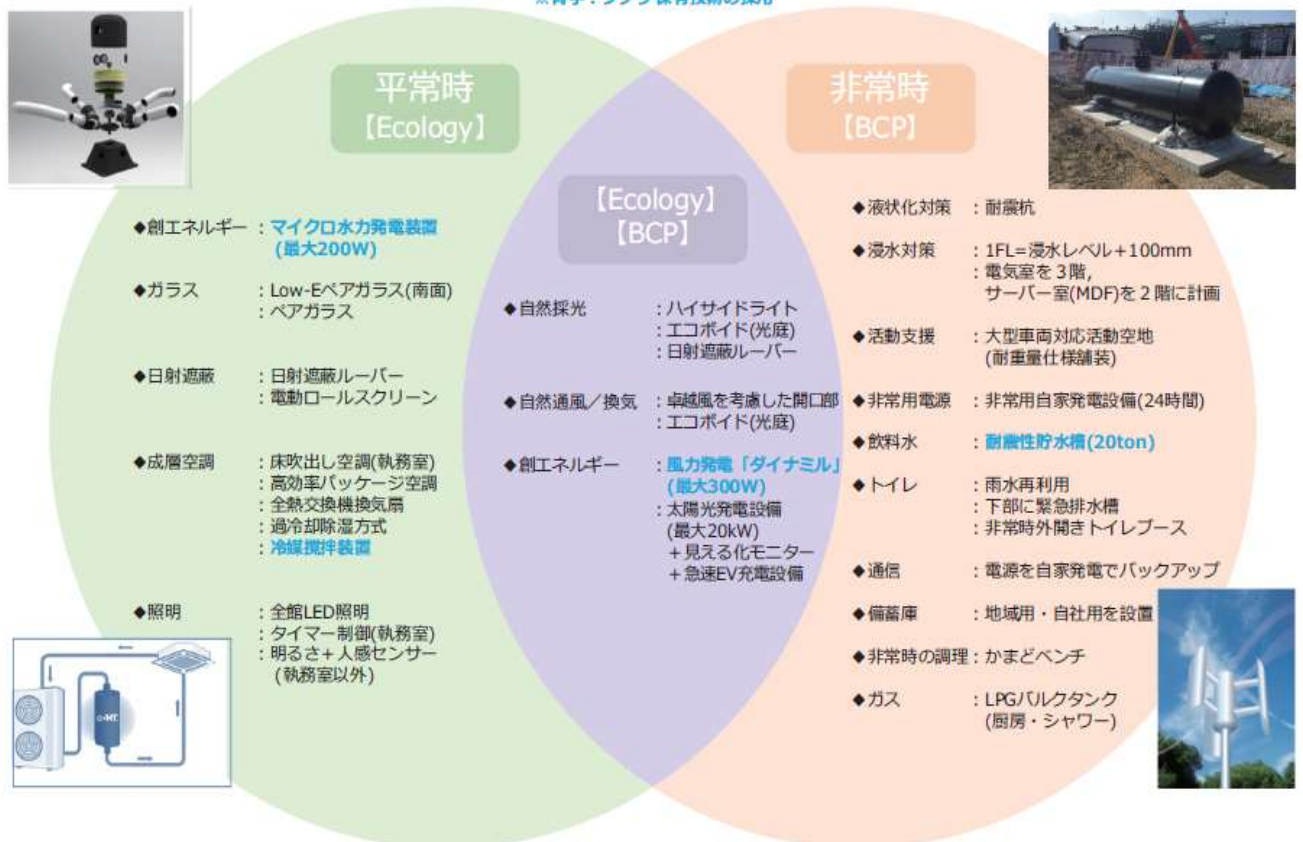 平常時
【Ecology】
◆創エネルギー：マイクロ水力発電装置
(最大200W)
◆ガラス：Low-Eペアガラス(南面)
：ペアガラス
◆日射遮蔽：日射遮蔽ルーバー
：電動ロールスクリーン
◆成層空調：床吹出し空調(執務室)
：高効率パッケージ空調
：全熱交換機換気扇
：過冷却除湿方式
：冷媒撹拌装置
◆照明：全館LED照明
：タイマー制御(執務室)
：明るさ+人感センサー
(執務室以外)
【Ecology】
【BCP】
◆自然採光：ハイサイドライト
：エコボイド(光庭)
：日射遮蔽ルーバー
◆自然通風／換気：卓越風を考慮した開口部
：エコボイド(光庭)
◆創エネルギー：風力発電「ダイナミル」
(最大300W)
：太陽光発電設備
(最大20kW)
+見える化モニター
+急速EV充電設備
非常時
【BCP】
◆液状化対策：耐震杭
◆浸水対策：1FL=浸水レベル+100mm
：電気室を３階,
サーバー室(MDF)を２階に計画
◆活動支援：大型車両対応活動空地
(耐重量仕様舗装)
◆非常用電源：非常用自家発電設備(24時間)
◆飲料水：耐震性貯水槽(20ton)
◆トイレ：雨水再利用
：下部に緊急排水槽
：非常時外開きトイレブース
◆通信：電源を自家発電でバックアップ
◆備蓄庫：地域用・自社用を設置
◆非常時の調理：かまどベンチ
◆ガス：LPGバルクタンク
(厨房・シャワー)